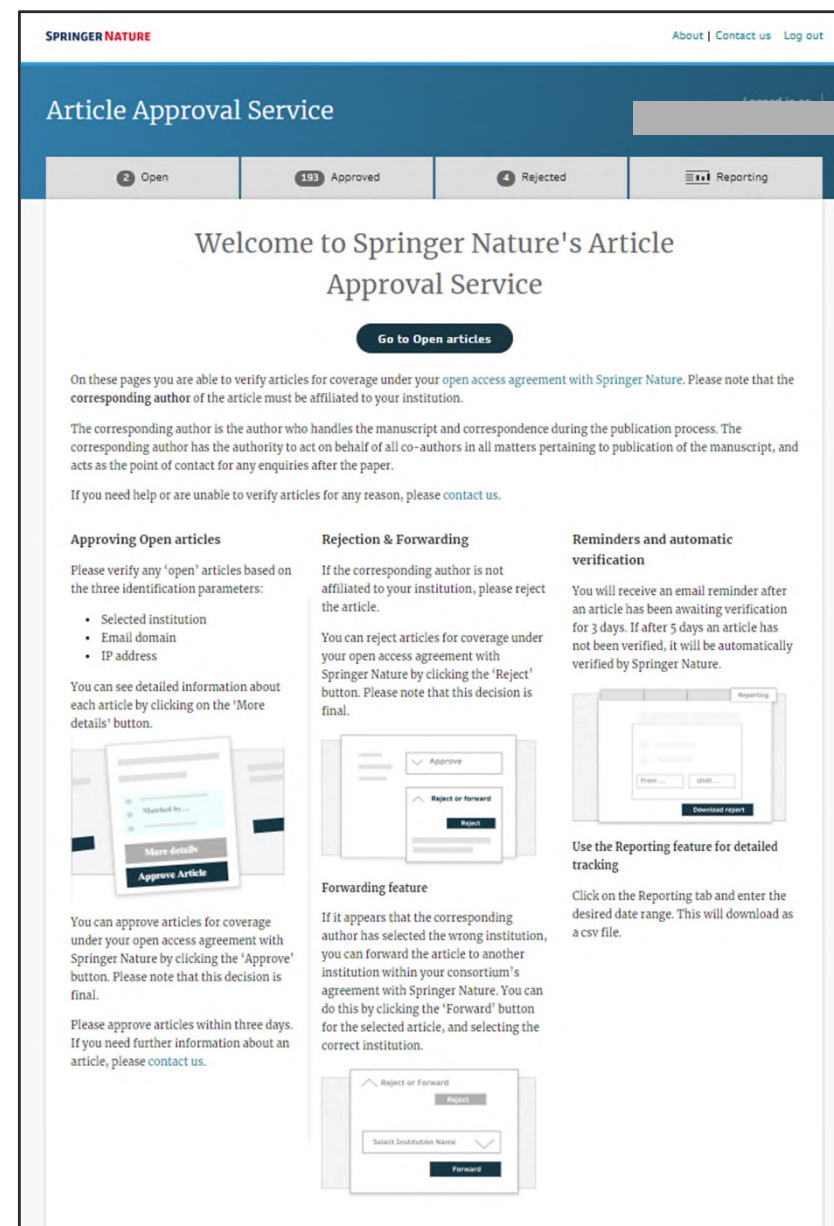 SPRINGER NATURE
About | Contact us Log out
Article Approval Service
2 Open
193 Approved
4 Rejected
Reporting
Welcome to Springer Nature's Article
Approval Service
Go to Open articles
On these pages you are able to verify articles for coverage under your open access agreement with Springer Nature. Please note that the
corresponding author of the article must be affiliated to your institution.
The corresponding author is the author who handles the manuscript and correspondence during the publication process. The
corresponding author has the authority to act on behalf of all co-authors in all matters pertaining to publication of the manuscript, and
acts as the point of contact for any enquiries after the paper.
If you need help or are unable to verify articles for any reason, please contact us.
Approving Open articles
Please verify any ‘open’ articles based on
the three identification parameters:
• Selected institution
• Email domain
• IP address
You can see detailed information about
each article by clicking on the 'More
details' button.
Matched by....
More details
Approve Article
You can approve articles for coverage
under your open access agreement with
Springer Nature by clicking the ‘Approve’
button. Please note that this decision is
final.
Please approve articles within three days.
If you need further information about an
article, please contact us.
Rejection & Forwarding
If the corresponding author is not
affiliated to your institution, please reject
the article.
You can reject articles for coverage under
your open access agreement with
Springer Nature by clicking the ‘Reject’
button. Please note that this decision is
final.
Approve
Reject or forward
Reject
Forwarding feature
If it appears that the corresponding
author has selected the wrong institution,
you can forward the article to another
institution within your consortium’s
agreement with Springer Nature. You can
do this by clicking the ‘Forward’ button
for the selected article, and selecting the
correct institution.
Reject or Forward
Reject
Select Institution Name
Forward
Reminders and automatic
verification
You will receive an email reminder after
an article has been awaiting verification
for 3 days. If after 5 days an article has
not been verified, it will be automatically
verified by Springer Nature.
Reporting
From ...
Until ...
Download report
Use the Reporting feature for detailed
tracking
Click on the Reporting tab and enter the
desired date range. This will download as
a csv file.